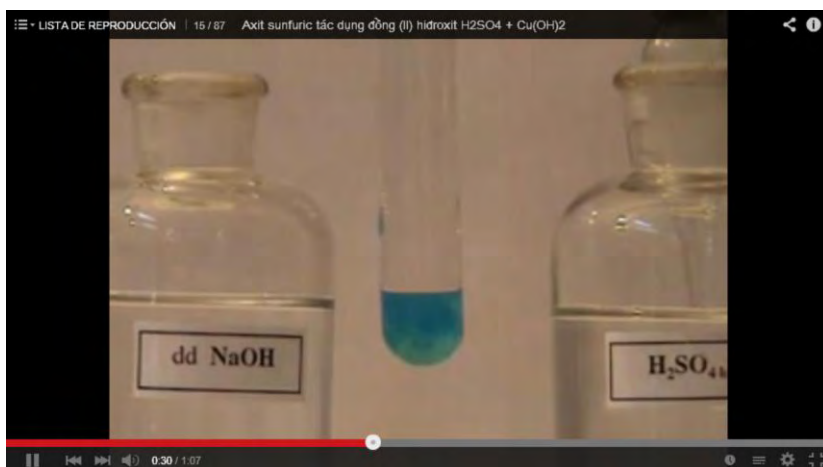 LISTA DE REPRODUCCIÓN 15 / 87 Axit sunfuric tác dụng đồng (II) hiđroxit H2SO4 + Cu(OH)2
dd NaOH
H₂SO₄
0:30 / 1:07